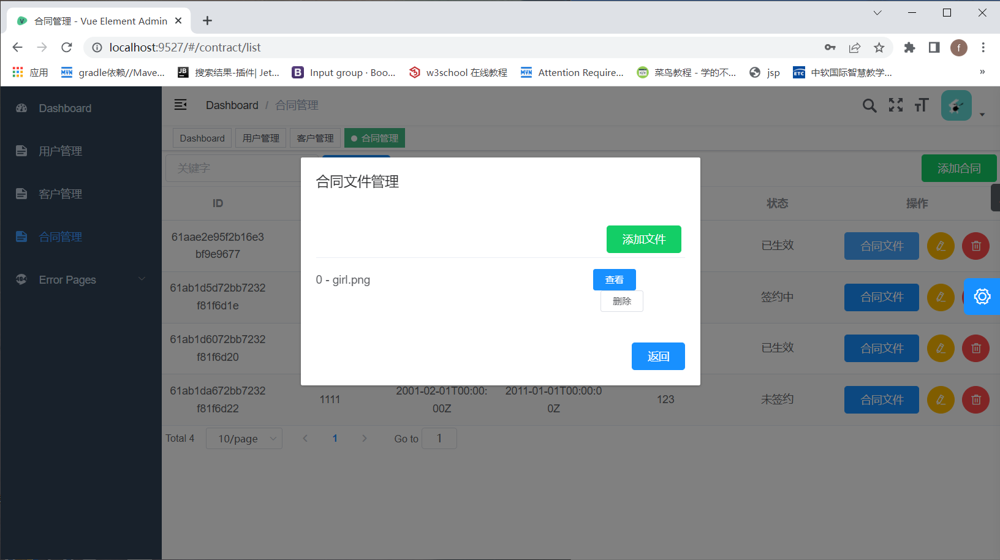 合同管理 - Vue Element Admin
localhost:9527/#/contract/list
f
应用
gradle依赖//Mave...
搜索结果-插件| Jet...
Input group · Boo...
w3school 在线教程
Attention Require...
菜鸟教程 - 学的不...
jsp
中软国际智慧教学...
»
Dashboard
用户管理
客户管理
合同管理
404 Error Pages
Dashboard / 合同管理
Dashboard
用户管理
客户管理
合同管理
关键字
添加合同
ID
状态
操作
61aae2e95f2b16e3
bf9e9677
已生效
合同文件
61ab1d5d72bb7232
f81f6d1e
签约中
合同文件
61ab1d6072bb7232
f81f6d20
已生效
合同文件
61ab1da672bb7232
f81f6d22
1111
2001-02-01T00:00:
00Z
2011-01-01T00:00:0
0Z
123
未签约
合同文件
Total 4
10/page
1
Go to
1
合同文件管理
添加文件
0 - girl.png
查看
删除
返回